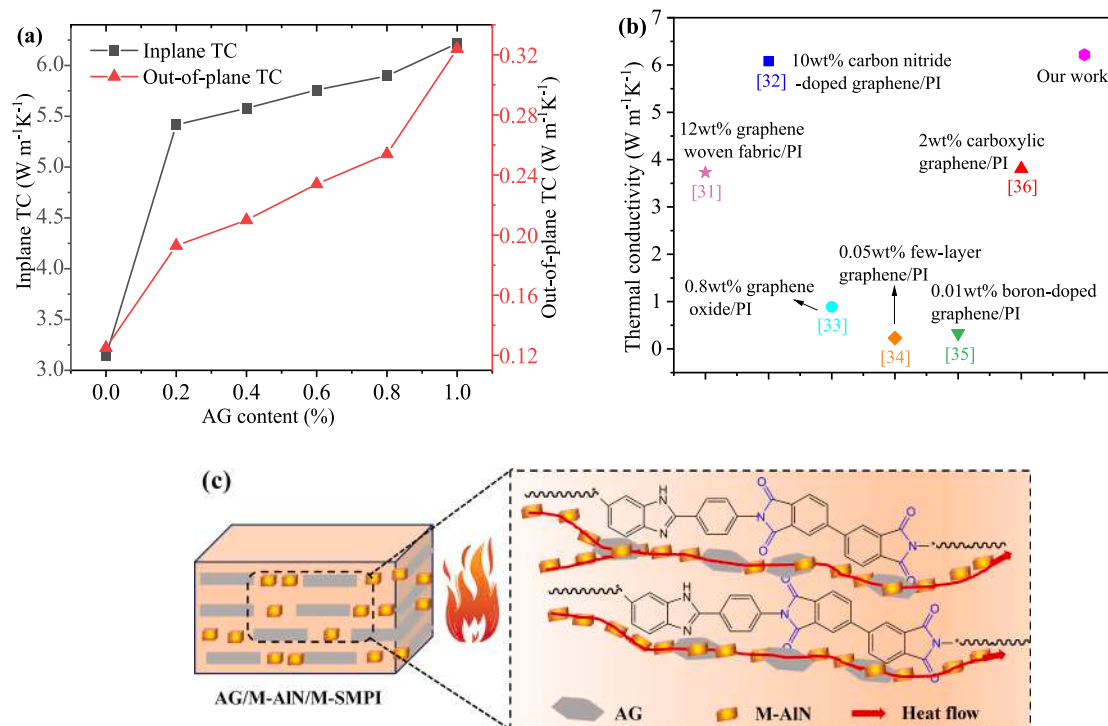 (a)
Inplane TC
Out-of-plane TC
Inplane TC (W m⁻¹K⁻¹)
6.0
5.5
5.0
4.5
4.0
3.5
3.0
0.0 0.2 0.4 0.6 0.8 1.0
AG content (%)
0.32
0.28
0.24
0.20
0.16
0.12
Out-of-plane TC (W m⁻¹K⁻¹)
(b)
Thermal conductivity (W m⁻¹K⁻¹)
7
6
5
4
3
2
1
0
10wt% carbon nitride
-doped graphene/PI
[32]
Our work
12wt% graphene
woven fabric/PI
[31]
2wt% carboxylic
graphene/PI
[36]
0.05wt% few-layer
graphene/PI
0.8wt% graphene
oxide/PI
[33]
[34]
0.01wt% boron-doped
graphene/PI
[35]
(c)
AG/M-AlN/M-SMPI
H
N
N
N
O
O
O
O
N
*
*
H
N
N
N
O
O
O
O
N
*
*
AG
M-AlN
Heat flow